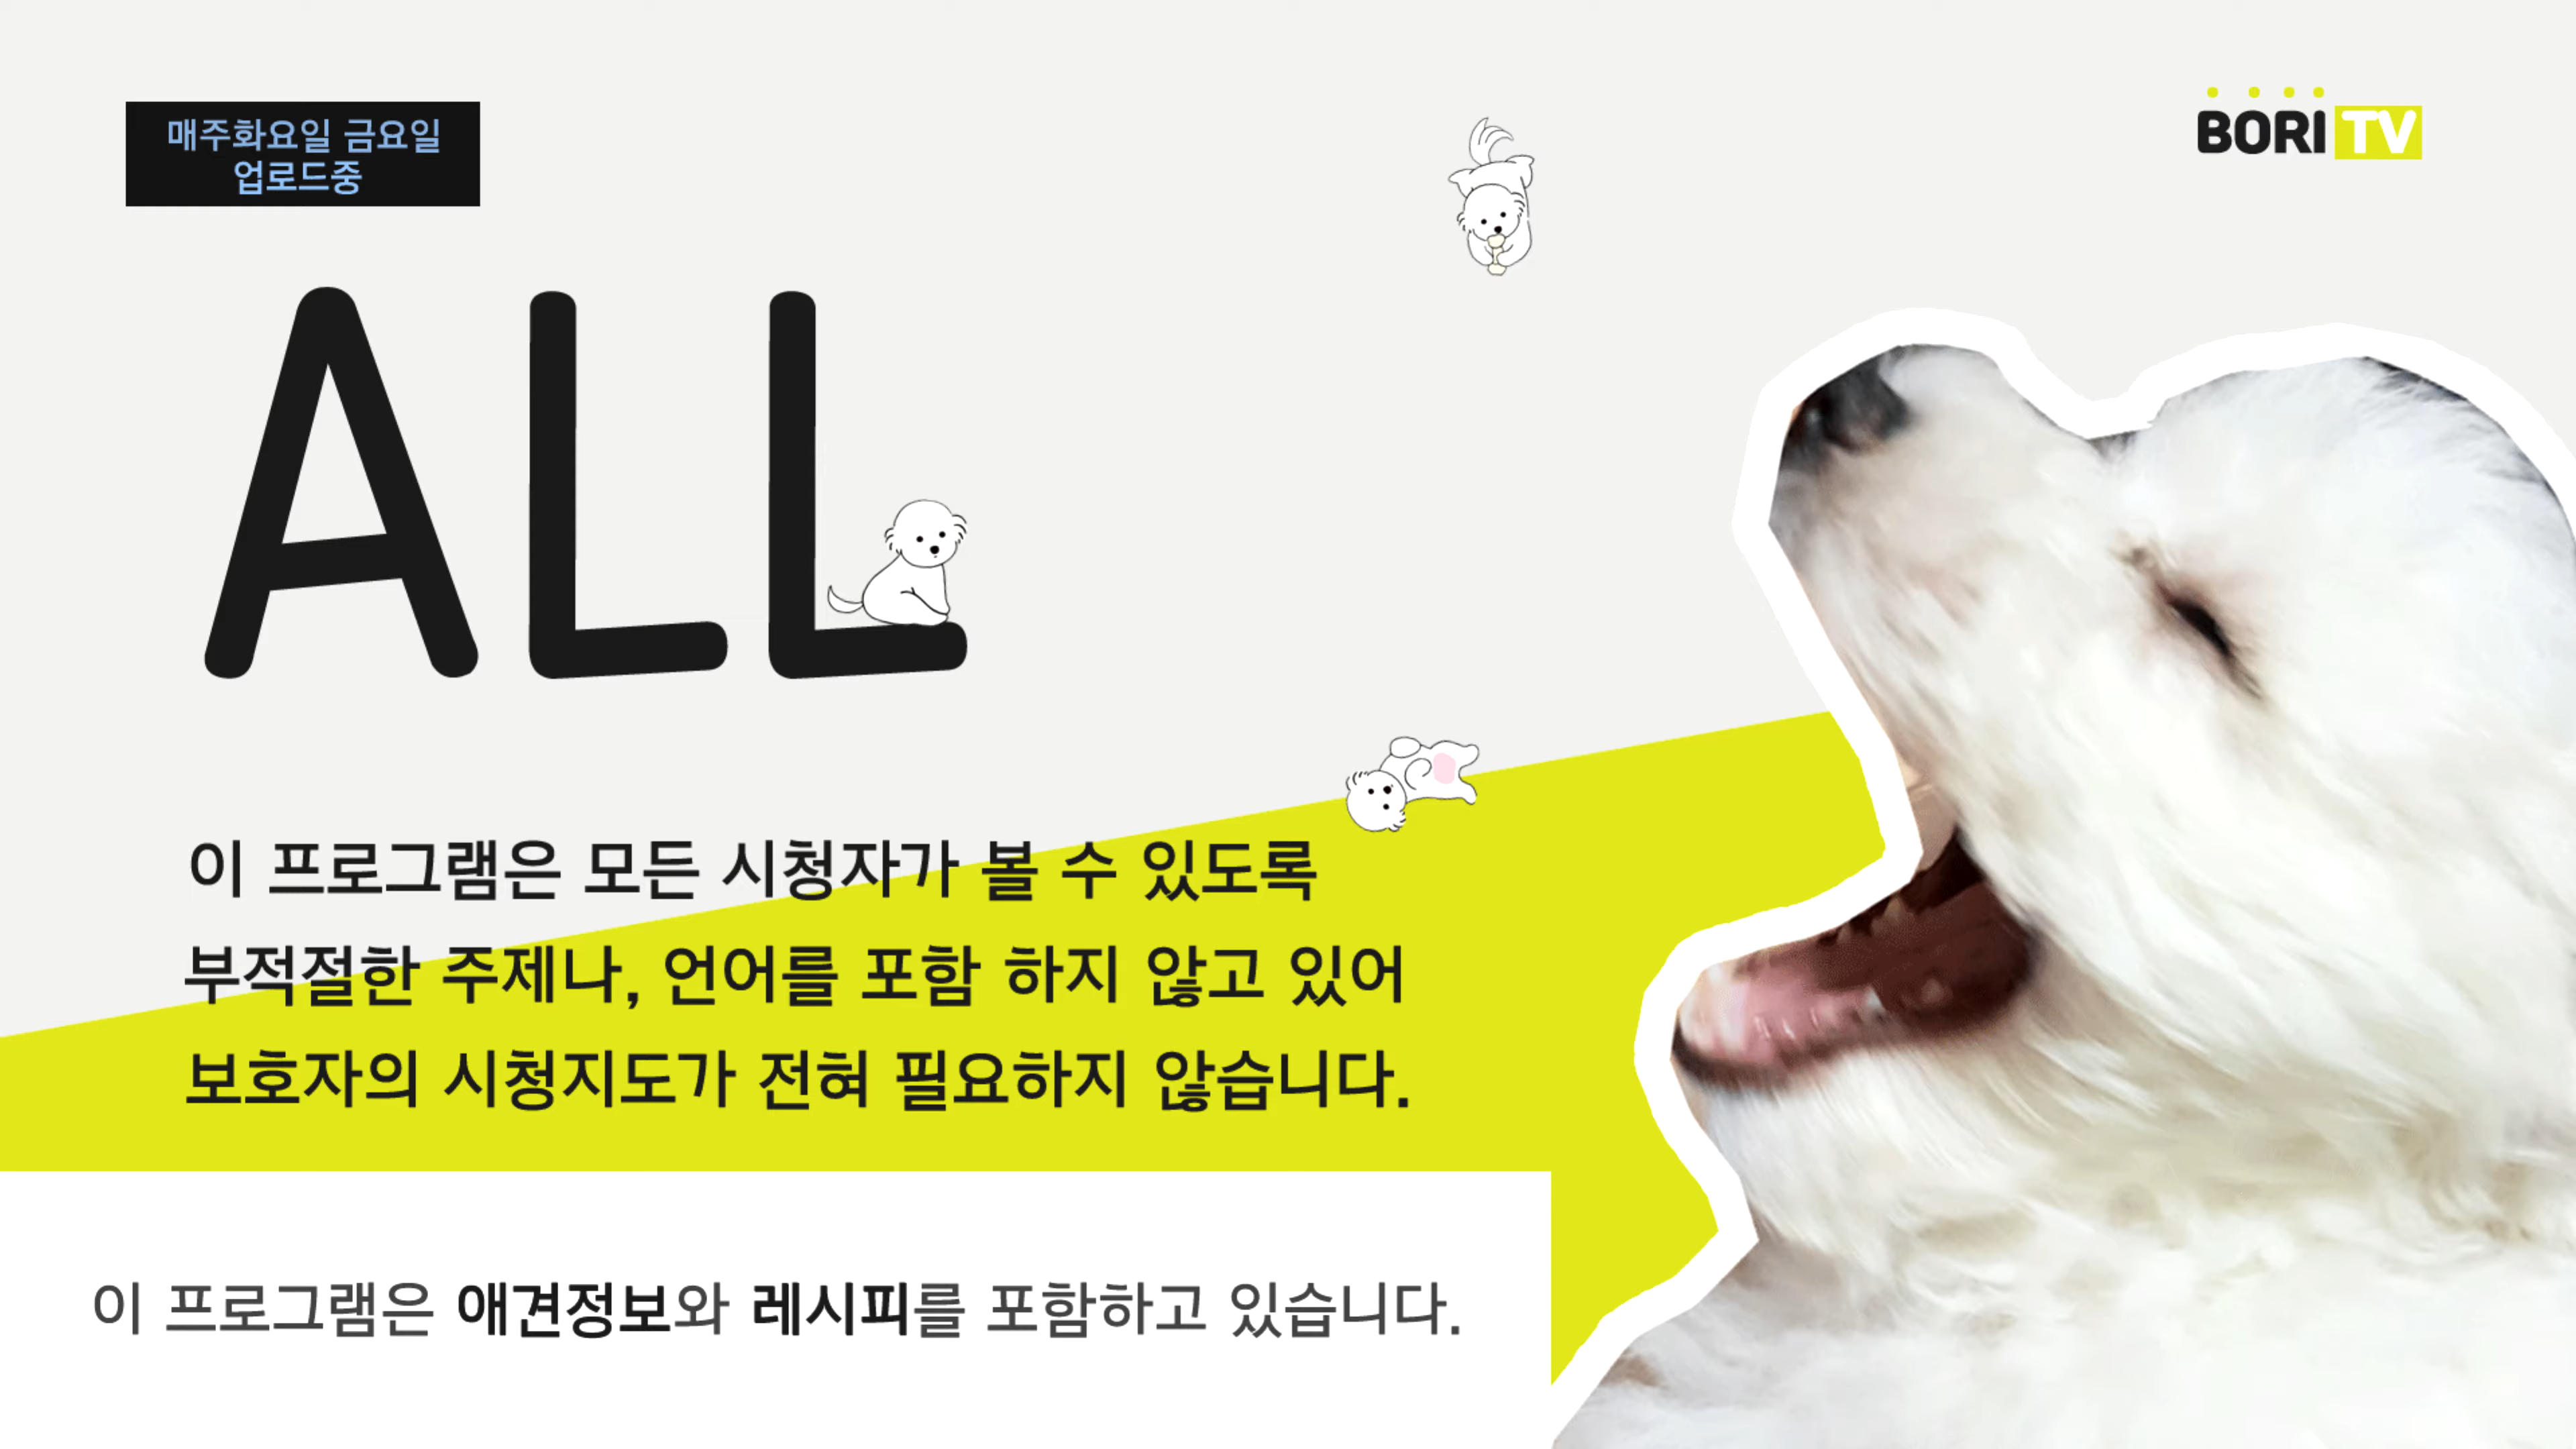 매주화요일 금요일
업로드중
BORI TV
ALL
이 프로그램은 모든 시청자가 볼 수 있도록
부적절한 주제나, 언어를 포함 하지 않고 있어
보호자의 시청지도가 전혀 필요하지 않습니다.
이 프로그램은 애견정보와 레시피를 포함하고 있습니다.